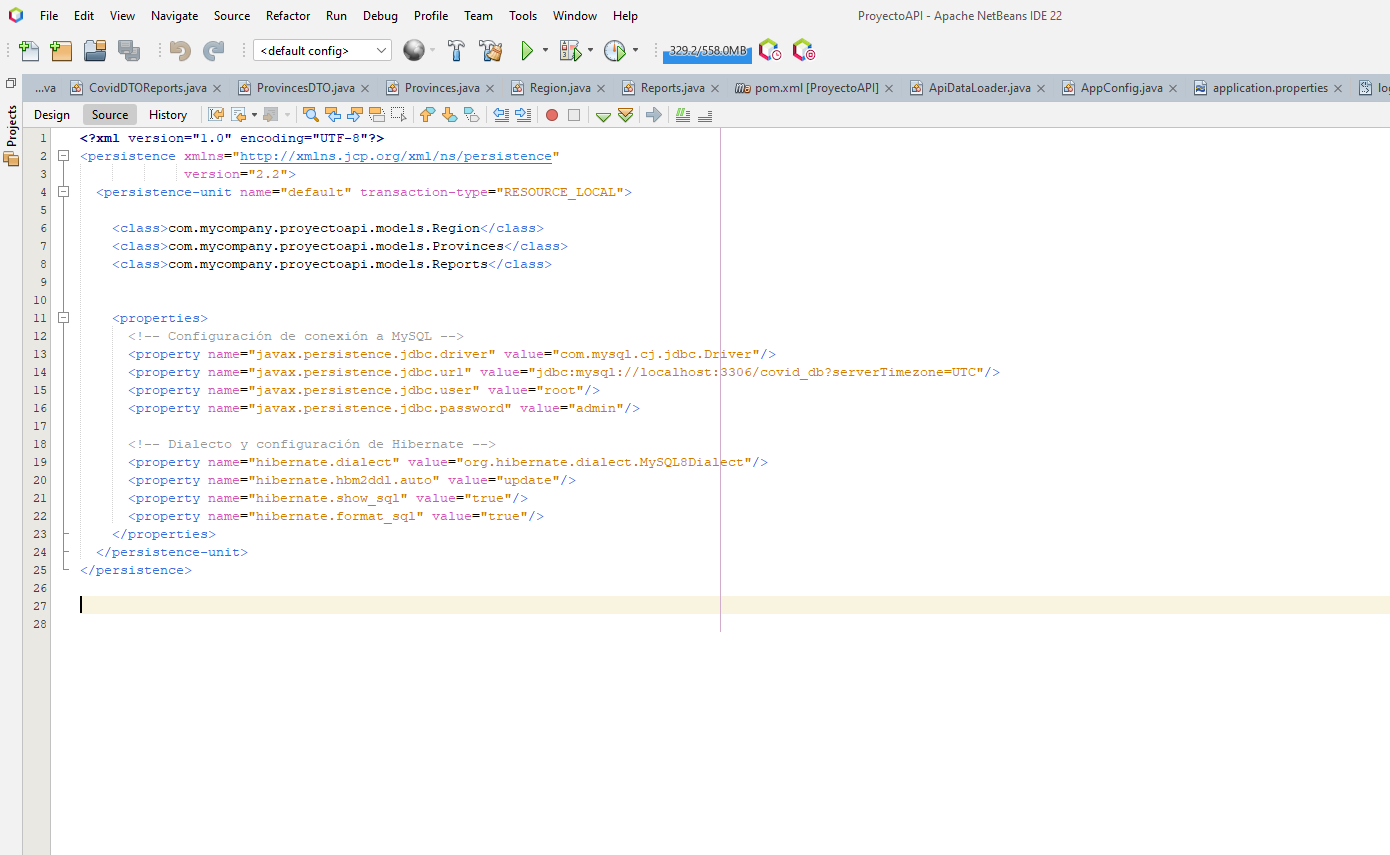 File Edit View Navigate Source Refactor Run Debug Profile Team Tools Window Help
ProyectoAPI - Apache NetBeans IDE 22
<default config>
329.2/558.0MB
...va CovidDTOReports.java ProvincesDTO.java Provinces.java Region.java Reports.java pom.xml [ProyectoAPI] ApiDataLoader.java AppConfig.java application.properties log
Projects
Design Source History
1 <?xml version="1.0" encoding="UTF-8"?>
2 <persistence xmlns="http://xmlns.jcp.org/xml/ns/persistence"
3 version="2.2">
4 <persistence-unit name="default" transaction-type="RESOURCE_LOCAL">
5
6 <class>com.mycompany.proyectoapi.models.Region</class>
7 <class>com.mycompany.proyectoapi.models.Provinces</class>
8 <class>com.mycompany.proyectoapi.models.Reports</class>
9
10
11 <properties>
12 <!-- Configuración de conexión a MySQL -->
13 <property name="javax.persistence.jdbc.driver" value="com.mysql.cj.jdbc.Driver"/>
14 <property name="javax.persistence.jdbc.url" value="jdbc:mysql://localhost:3306/covid_db?serverTimezone=UTC"/>
15 <property name="javax.persistence.jdbc.user" value="root"/>
16 <property name="javax.persistence.jdbc.password" value="admin"/>
17
18 <!-- Dialecto y configuración de Hibernate -->
19 <property name="hibernate.dialect" value="org.hibernate.dialect.MySQL8Dialect"/>
20 <property name="hibernate.hbm2ddl.auto" value="update"/>
21 <property name="hibernate.show_sql" value="true"/>
22 <property name="hibernate.format_sql" value="true"/>
23 </properties>
24 </persistence-unit>
25 </persistence>
26
27
28